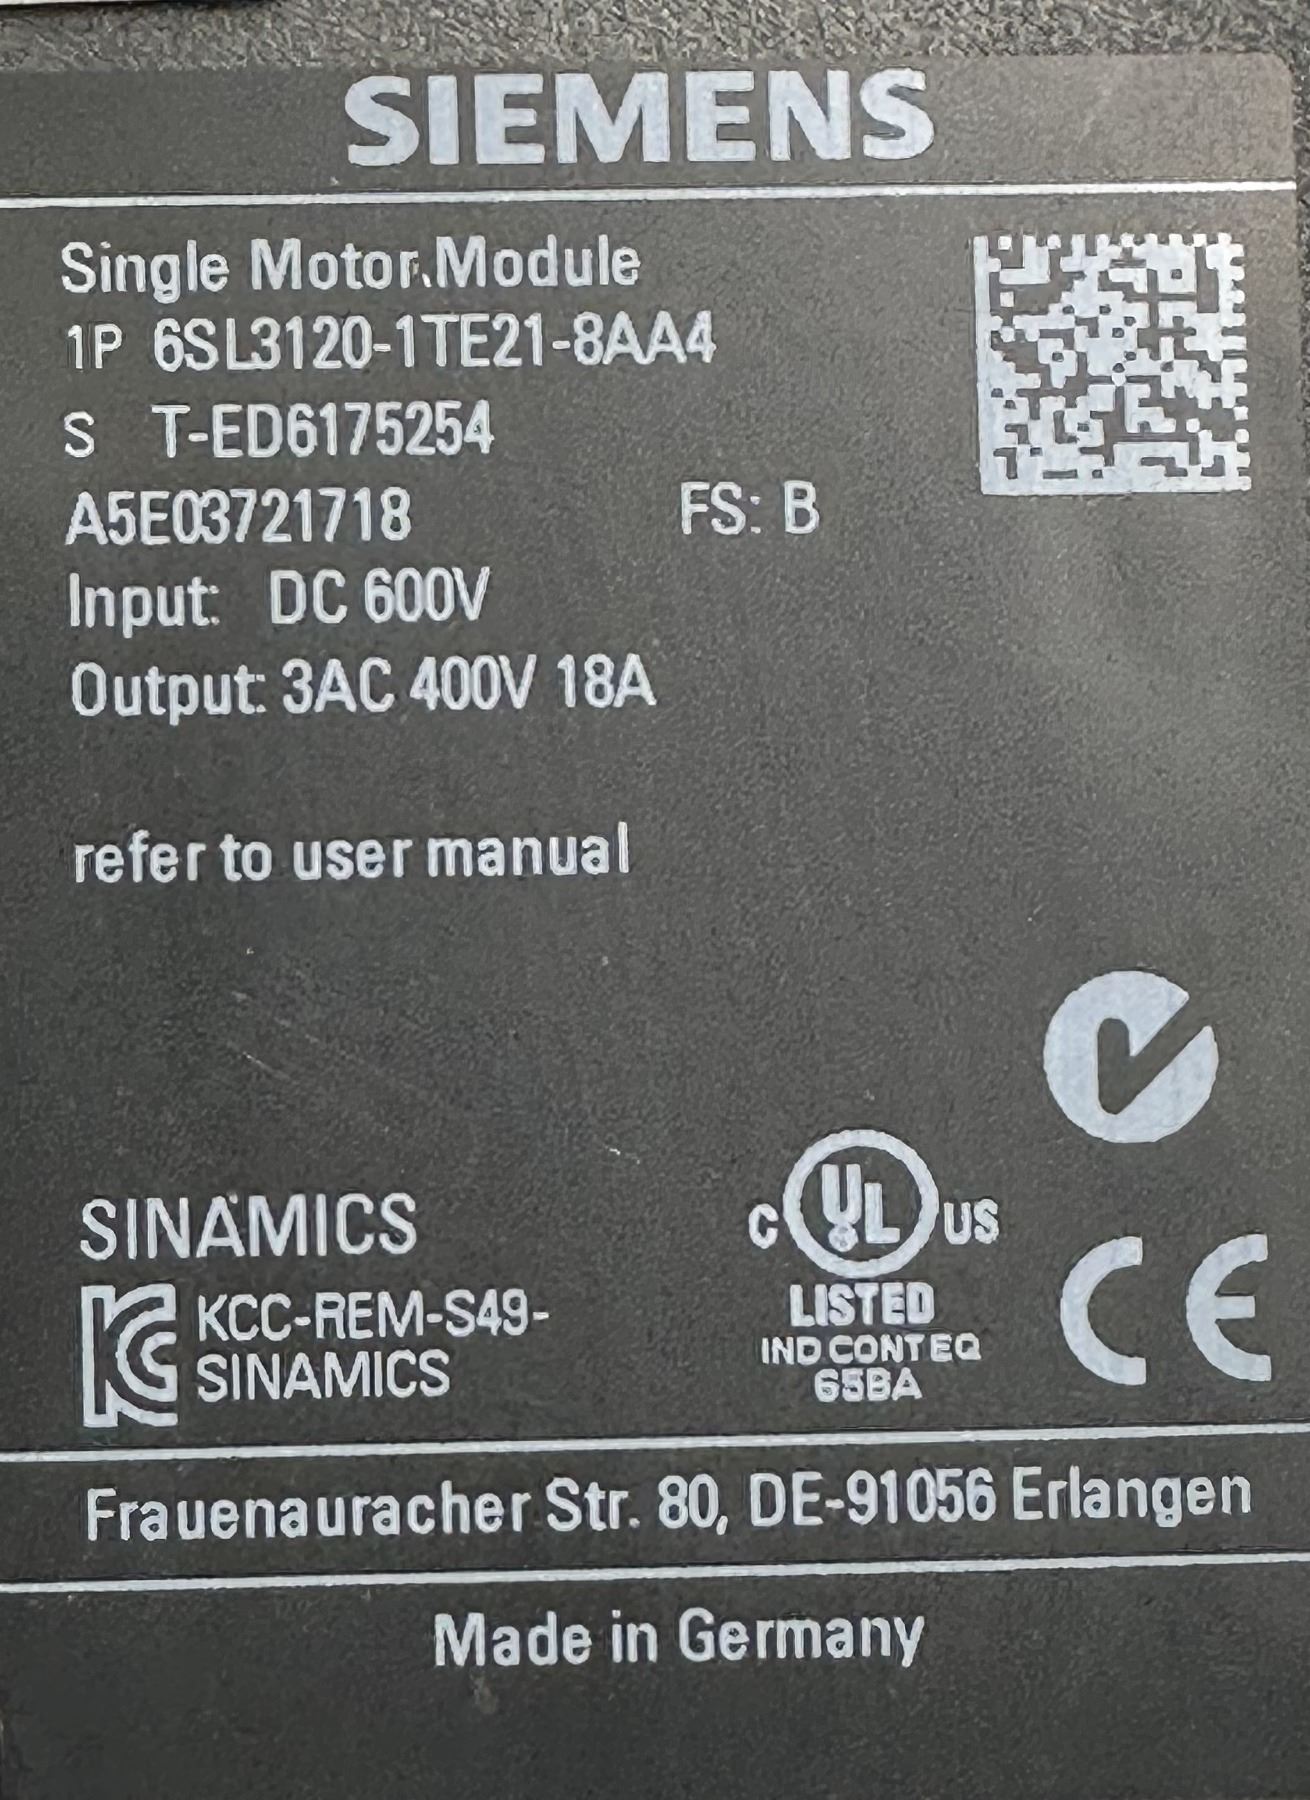 SIEMENS
Single Motor Module
1P 6SL3120-1TE21-8AA4
S T-ED6175254
A5E03721718 FS: B
Input: DC 600V
Output: 3AC 400V 18A
refer to user manual
SINAMICS
C UL US
LISTED
IND CONT EQ
65BA
CE
KCC-REM-S49-
SINAMICS
Frauenauracher Str. 80, DE-91056 Erlangen
Made in Germany